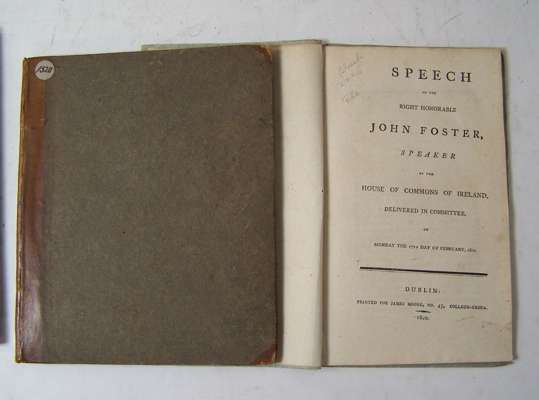 1521
SPEECH
OF THE
RIGHT HONORABLE
JOHN FOSTER,
SPEAKER
OF THE
HOUSE OF COMMONS OF IRELAND,
DELIVERED IN COMMITTEE,
ON
MONDAY THE 17TH DAY OF FEBRUARY, 1800.
DUBLIN:
PRINTED FOR JAMES MOORE, NO. 45, COLLEGE-GREEN.
1800.